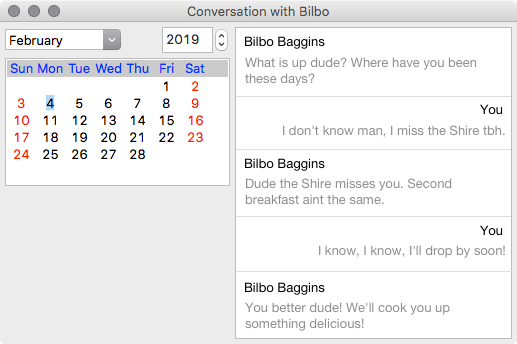 Conversation with Bilbo
February 2019
Sun Mon Tue Wed Thu Fri Sat
1 2
3 4 5 6 7 8 9
10 11 12 13 14 15 16
17 18 19 20 21 22 23
24 25 26 27 28
Bilbo Baggins
What is up dude? Where have you been
these days?
You
I don't know man, I miss the Shire tbh.
Bilbo Baggins
Dude the Shire misses you. Second
breakfast aint the same.
You
I know, I know, I'll drop by soon!
Bilbo Baggins
You better dude! We'll cook you up
something delicious!